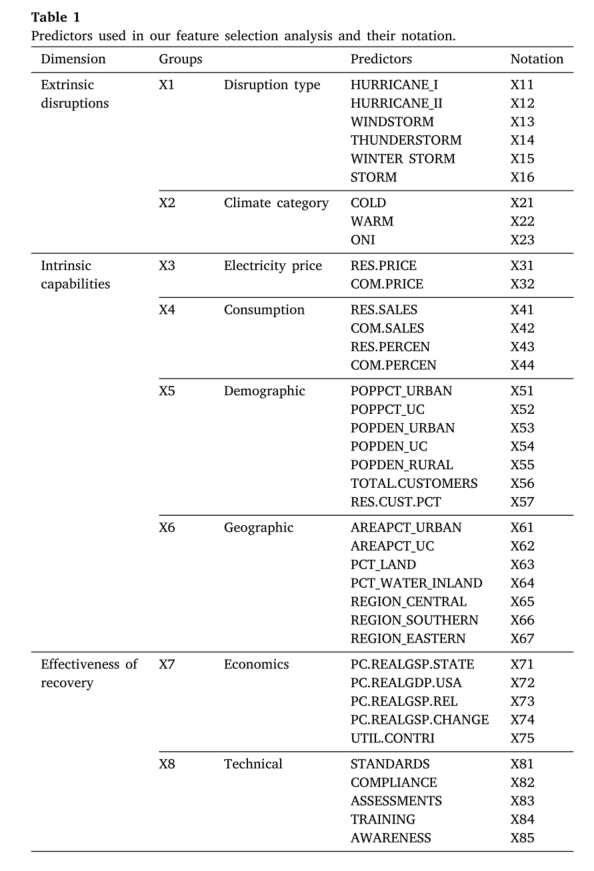 Table 1
Predictors used in our feature selection analysis and their notation.
Dimension Groups Predictors Notation
Extrinsic X1 Disruption type HURRICANE_I X11
disruptions HURRICANE_II X12
WINDSTORM X13
THUNDERSTORM X14
WINTER STORM X15
STORM X16
X2 Climate category COLD X21
WARM X22
ONI X23
Intrinsic X3 Electricity price RES.PRICE X31
capabilities COM.PRICE X32
X4 Consumption RES.SALES X41
COM.SALES X42
RES.PERCEN X43
COM.PERCEN X44
X5 Demographic POPPCT_URBAN X51
POPPCT_UC X52
POPDEN_URBAN X53
POPDEN_UC X54
POPDEN_RURAL X55
TOTAL.CUSTOMERS X56
RES.CUST.PCT X57
X6 Geographic AREAPCT_URBAN X61
AREAPCT_UC X62
PCT_LAND X63
PCT_WATER_INLAND X64
REGION_CENTRAL X65
REGION_SOUTHERN X66
REGION_EASTERN X67
Effectiveness of X7 Economics PC.REALGSP.STATE X71
recovery PC.REALGDP.USA X72
PC.REALGSP.REL X73
PC.REALGSP.CHANGE X74
UTIL.CONTRI X75
X8 Technical STANDARDS X81
COMPLIANCE X82
ASSESSMENTS X83
TRAINING X84
AWARENESS X85